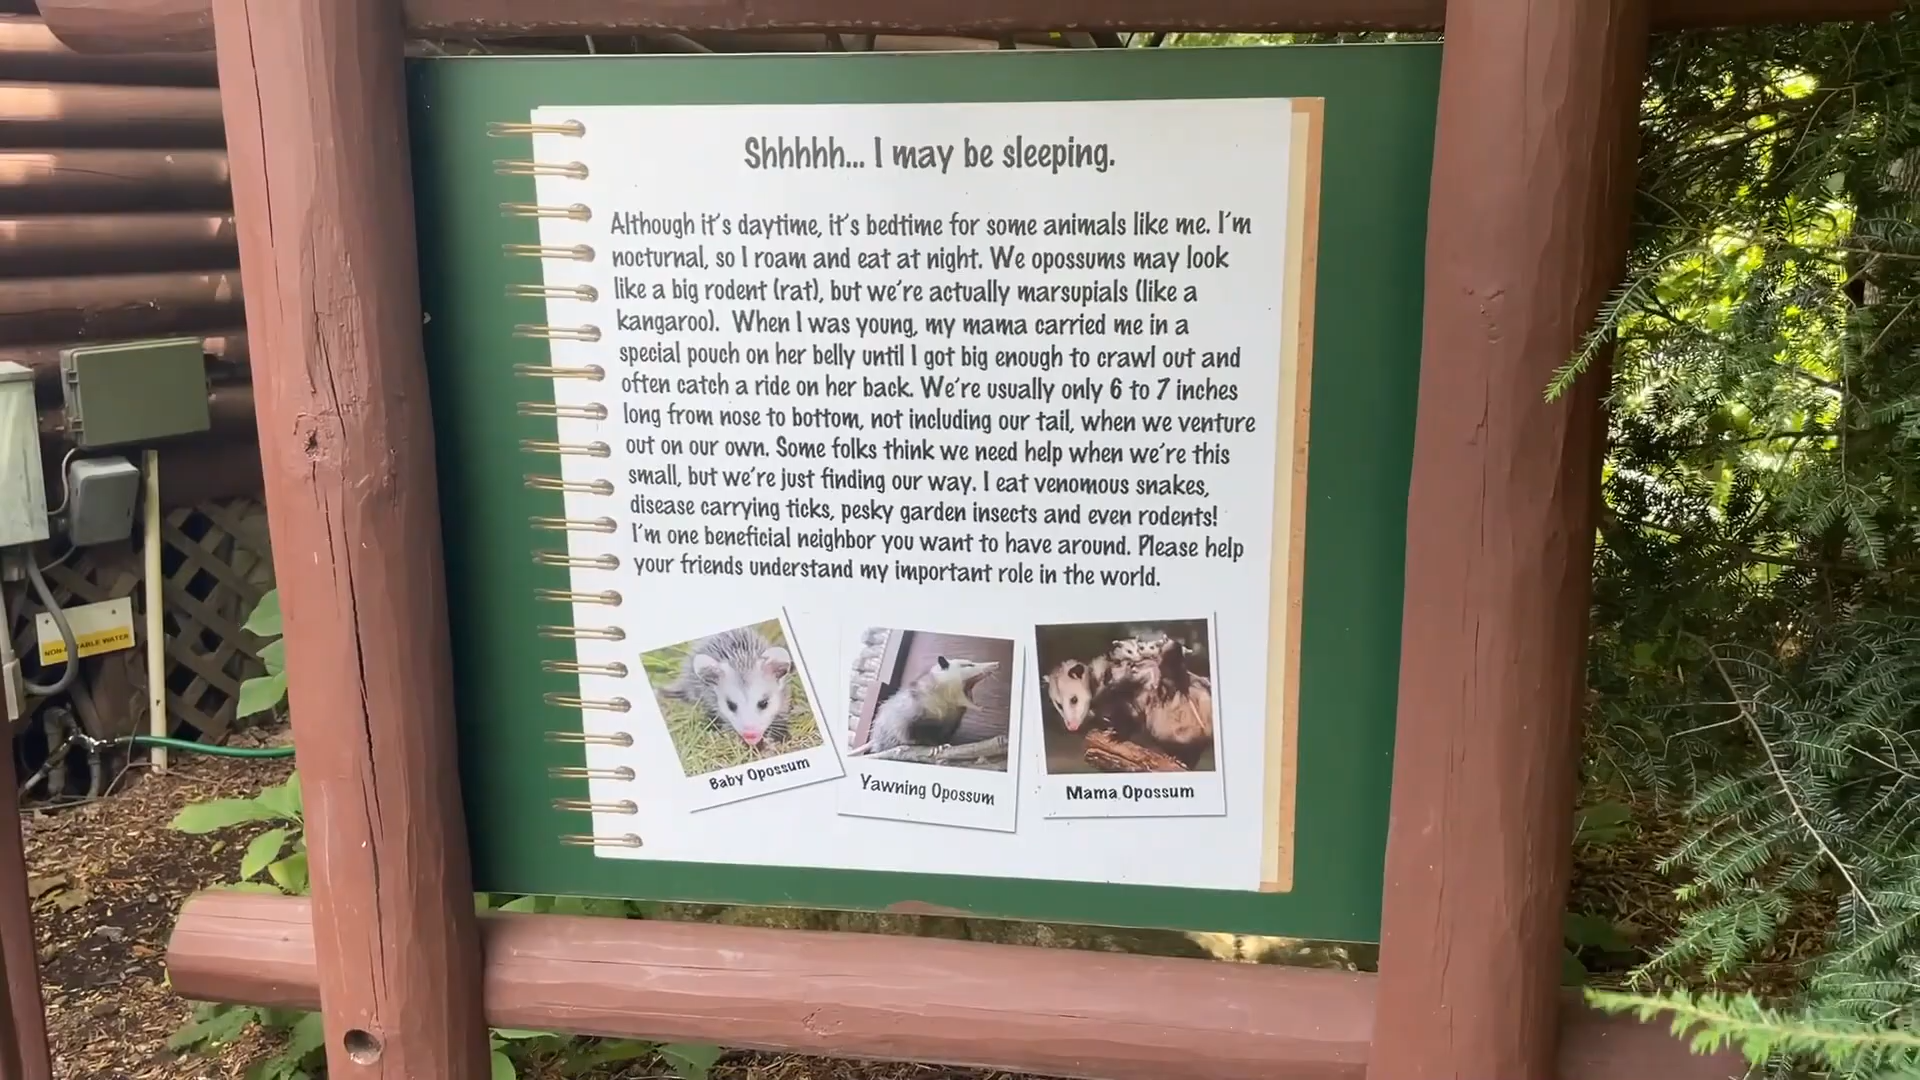 Shhhhh... I may be sleeping.
Although it's daytime, it's bedtime for some animals like me. I'm
nocturnal, so I roam and eat at night. We opossums may look
like a big rodent (rat), but we're actually marsupials (like a
kangaroo). When I was young, my mama carried me in a
special pouch on her belly until I got big enough to crawl out and
often catch a ride on her back. We're usually only 6 to 7 inches
long from nose to bottom, not including our tail, when we venture
out on our own. Some folks think we need help when we're this
small, but we're just finding our way. I eat venomous snakes,
disease carrying ticks, pesky garden insects and even rodents!
I'm one beneficial neighbor you want to have around. Please help
your friends understand my important role in the world.
Baby Opossum
Yawning Opossum
Mama Opossum
WATER